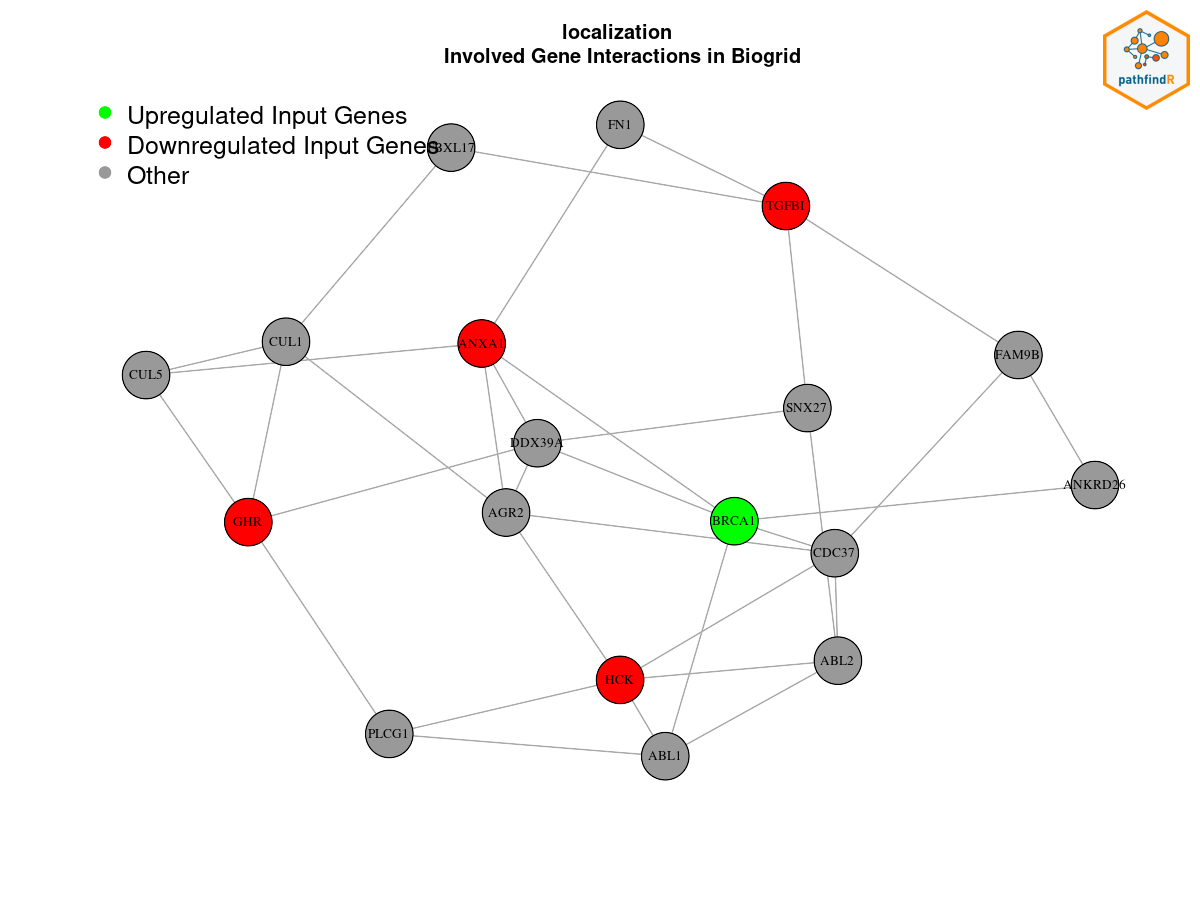 localization
Involved Gene Interactions in Biogrid
pathfindR
Upregulated Input Genes
Downregulated Input Genes
Other
FN1
BXL17
TGFBI
CUL1
ANXA1
FAM9B
CUL5
SNX27
DDX39A
ANKRD26
AGR2
BRCA1
GHR
CDC37
ABL2
HCK
PLCG1
ABL1